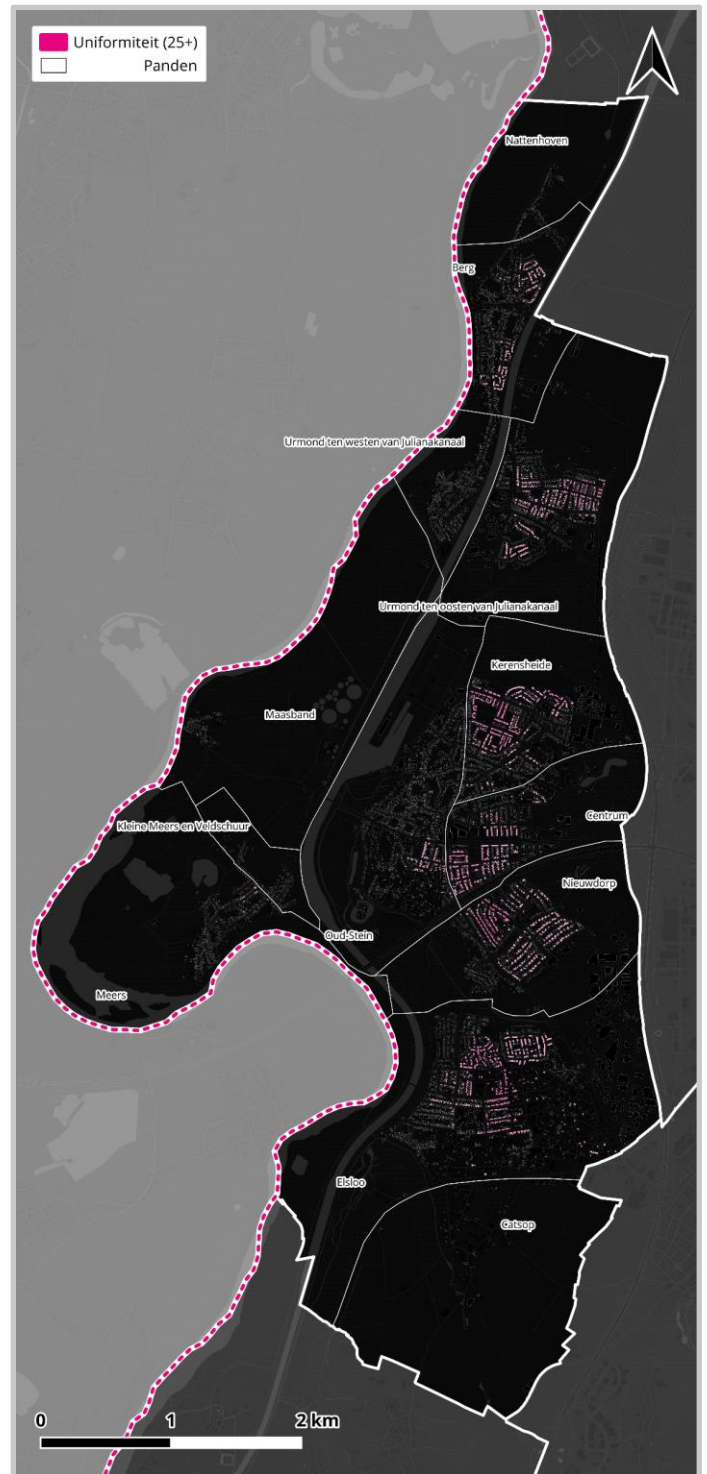 Uniformiteit (25+)
Panden
Nattenhoven
Berg
Urmond ten westen van Julianakanaal
Urmond ten oosten van Julianakanaal
Kerensheide
Maasband
Centrum
Kleine Meers en Veldschuur
Nieuwdorp
Oud-Stein
Meers
Elsloo
Catsop
0 1 2 km